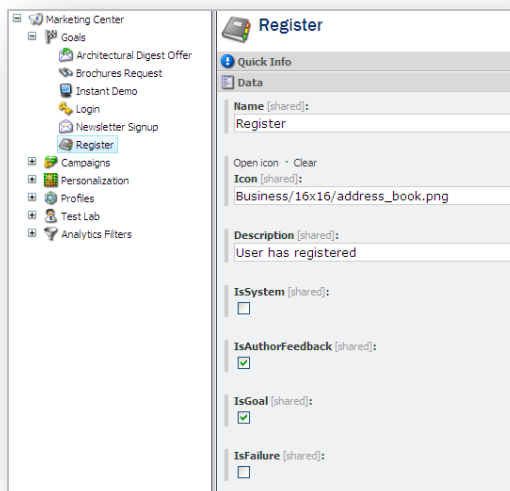 Marketing Center
Goals
Architectural Digest Offer
Brochures Request
Instant Demo
Login
Newsletter Signup
Register
Campaigns
Personalization
Profiles
Test Lab
Analytics Filters
Register
Quick Info
Data
Name [shared]:
Register
Open icon · Clear
Icon [shared]:
Business/16x16/address_book.png
Description [shared]:
User has registered
IsSystem [shared]:
IsAuthorFeedback [shared]:
IsGoal [shared]:
IsFailure [shared]: